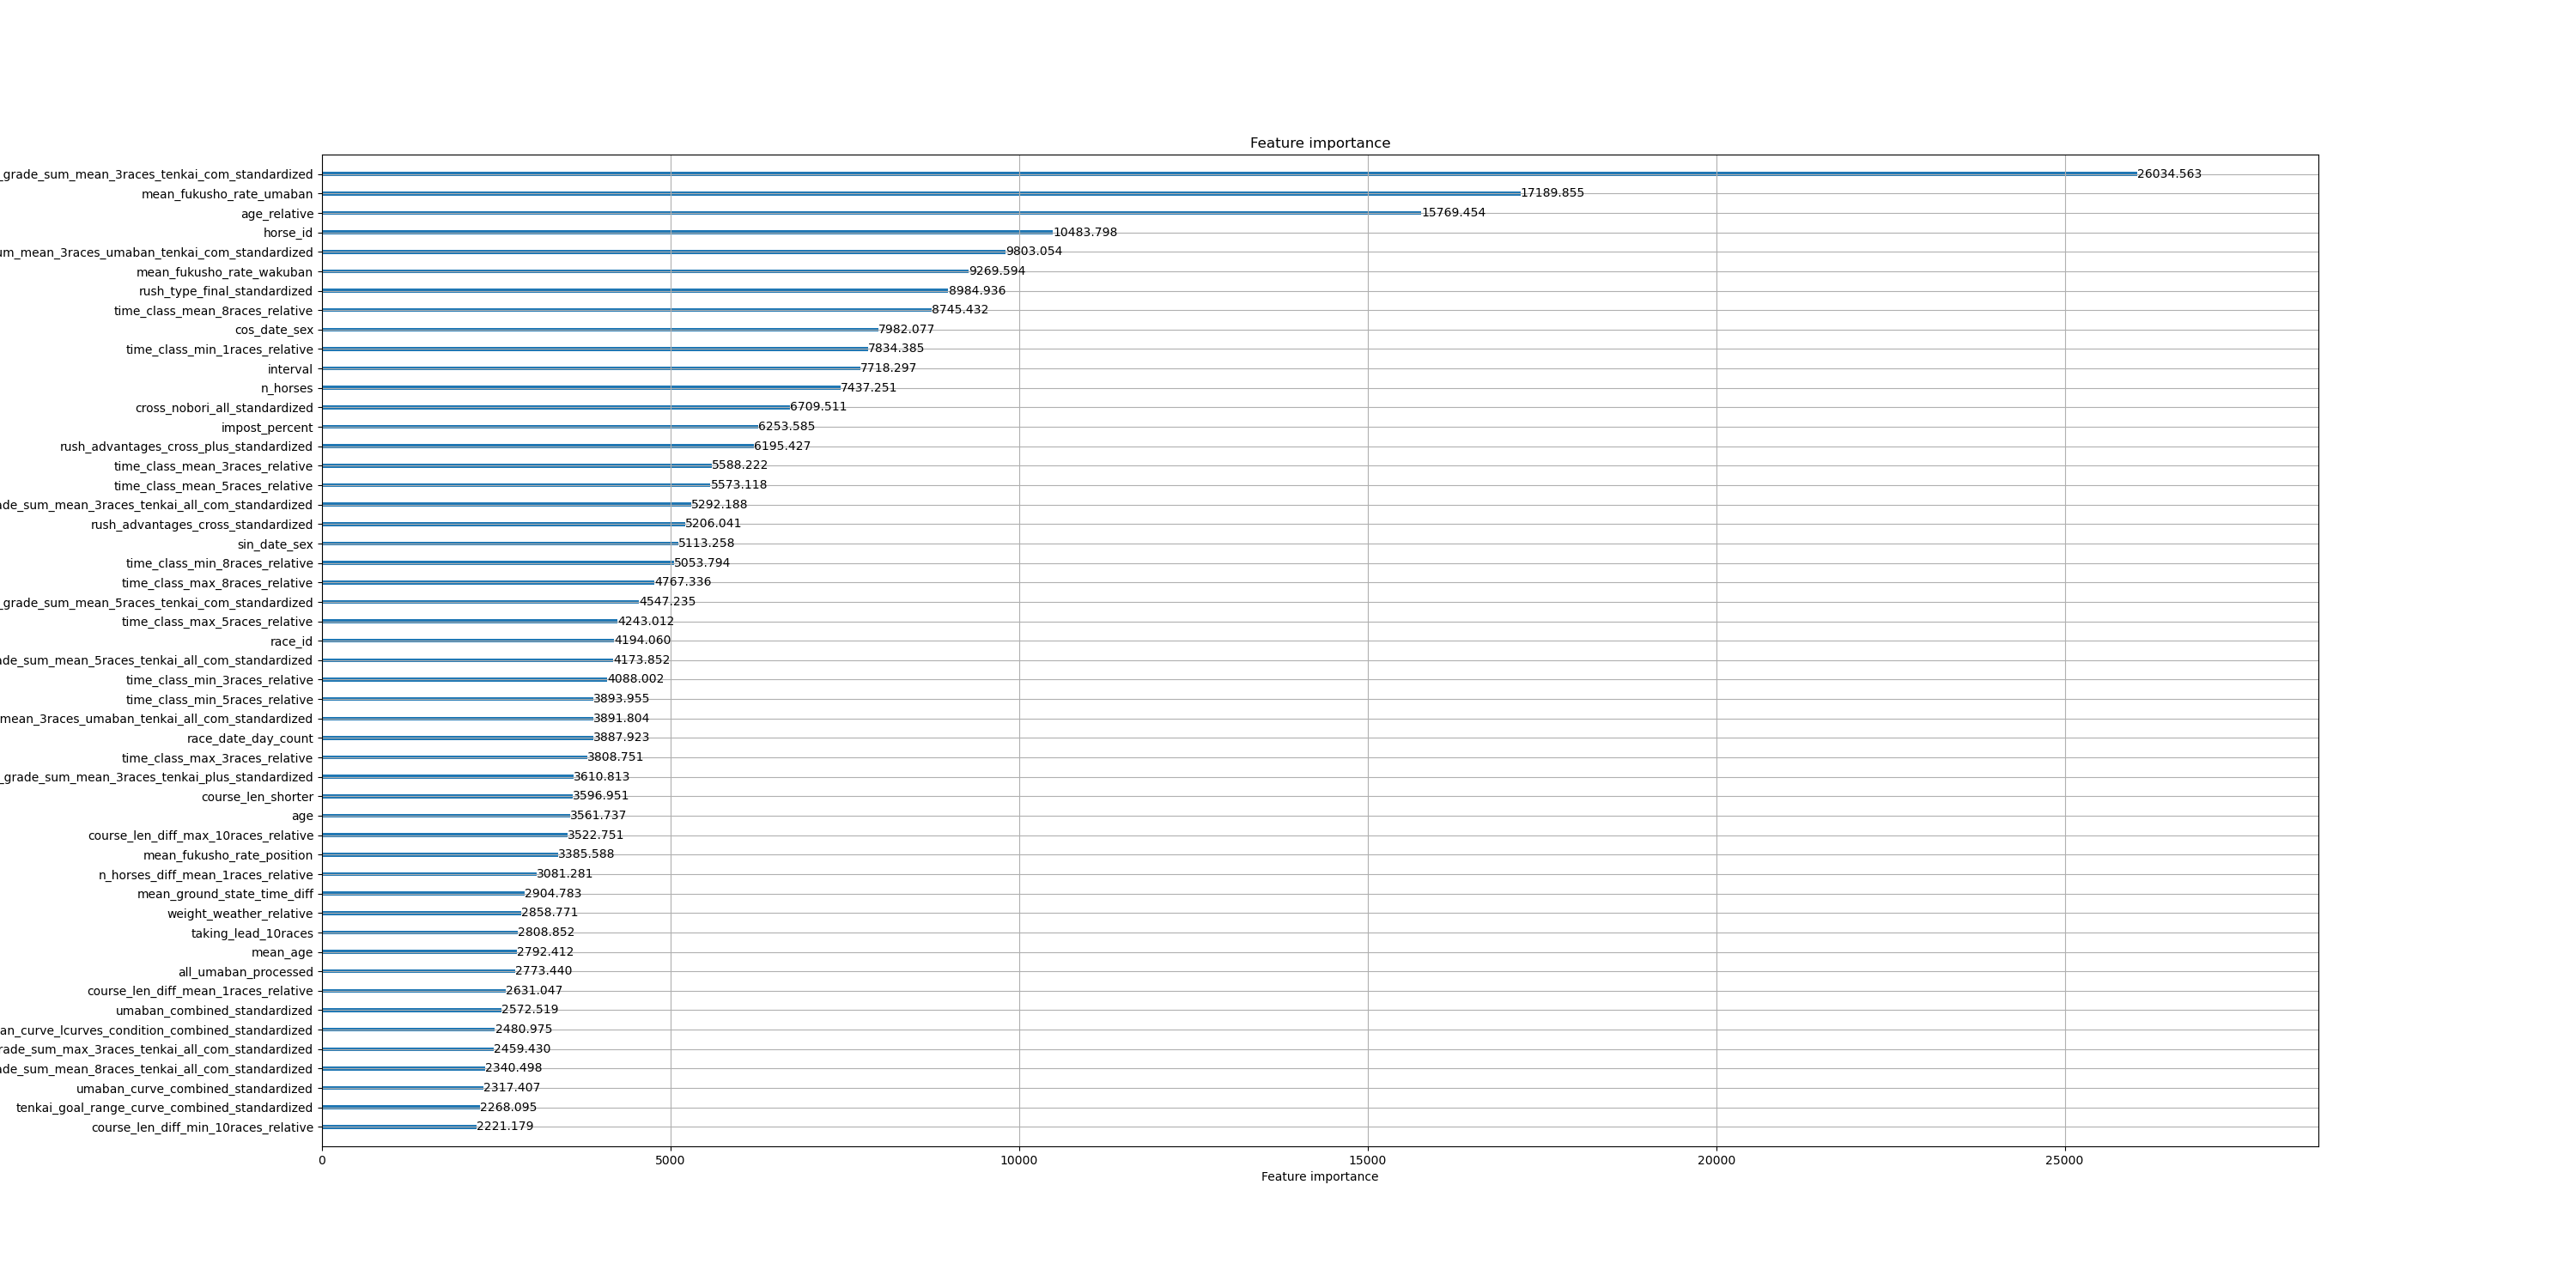 Feature importance
_grade_sum_mean_3races_tenkai_com_standardized 26034.563
mean_fukusho_rate_umaban 17189.855
age_relative 15769.454
horse_id 10483.798
um_mean_3races_umaban_tenkai_com_standardized 9803.054
mean_fukusho_rate_wakuban 9269.594
rush_type_final_standardized 8984.936
time_class_mean_8races_relative 8745.432
cos_date_sex 7982.077
time_class_min_1races_relative 7834.385
interval 7718.297
n_horses 7437.251
cross_nobori_all_standardized 6709.511
impost_percent 6253.585
rush_advantages_cross_plus_standardized 6195.427
time_class_mean_3races_relative 5588.222
time_class_mean_5races_relative 5573.118
de_sum_mean_3races_tenkai_all_com_standardized 5292.188
rush_advantages_cross_standardized 5206.041
sin_date_sex 5113.258
time_class_min_8races_relative 5053.794
time_class_max_8races_relative 4767.336
_grade_sum_mean_5races_tenkai_com_standardized 4547.235
time_class_max_5races_relative 4243.012
race_id 4194.060
de_sum_mean_5races_tenkai_all_com_standardized 4173.852
time_class_min_3races_relative 4088.002
time_class_min_5races_relative 3893.955
mean_3races_umaban_tenkai_all_com_standardized 3891.804
race_date_day_count 3887.923
time_class_max_3races_relative 3808.751
_grade_sum_mean_3races_tenkai_plus_standardized 3610.813
course_len_shorter 3596.951
age 3561.737
course_len_diff_max_10races_relative 3522.751
mean_fukusho_rate_position 3385.588
n_horses_diff_mean_1races_relative 3081.281
mean_ground_state_time_diff 2904.783
weight_weather_relative 2858.771
taking_lead_10races 2808.852
mean_age 2792.412
all_umaban_processed 2773.440
course_len_diff_mean_1races_relative 2631.047
umaban_combined_standardized 2572.519
an_curve_lcurves_condition_combined_standardized 2480.975
rade_sum_max_3races_tenkai_all_com_standardized 2459.430
de_sum_mean_8races_tenkai_all_com_standardized 2340.498
umaban_curve_combined_standardized 2317.407
tenkai_goal_range_curve_combined_standardized 2268.095
course_len_diff_min_10races_relative 2221.179
0 5000 10000 15000 20000 25000
Feature importance